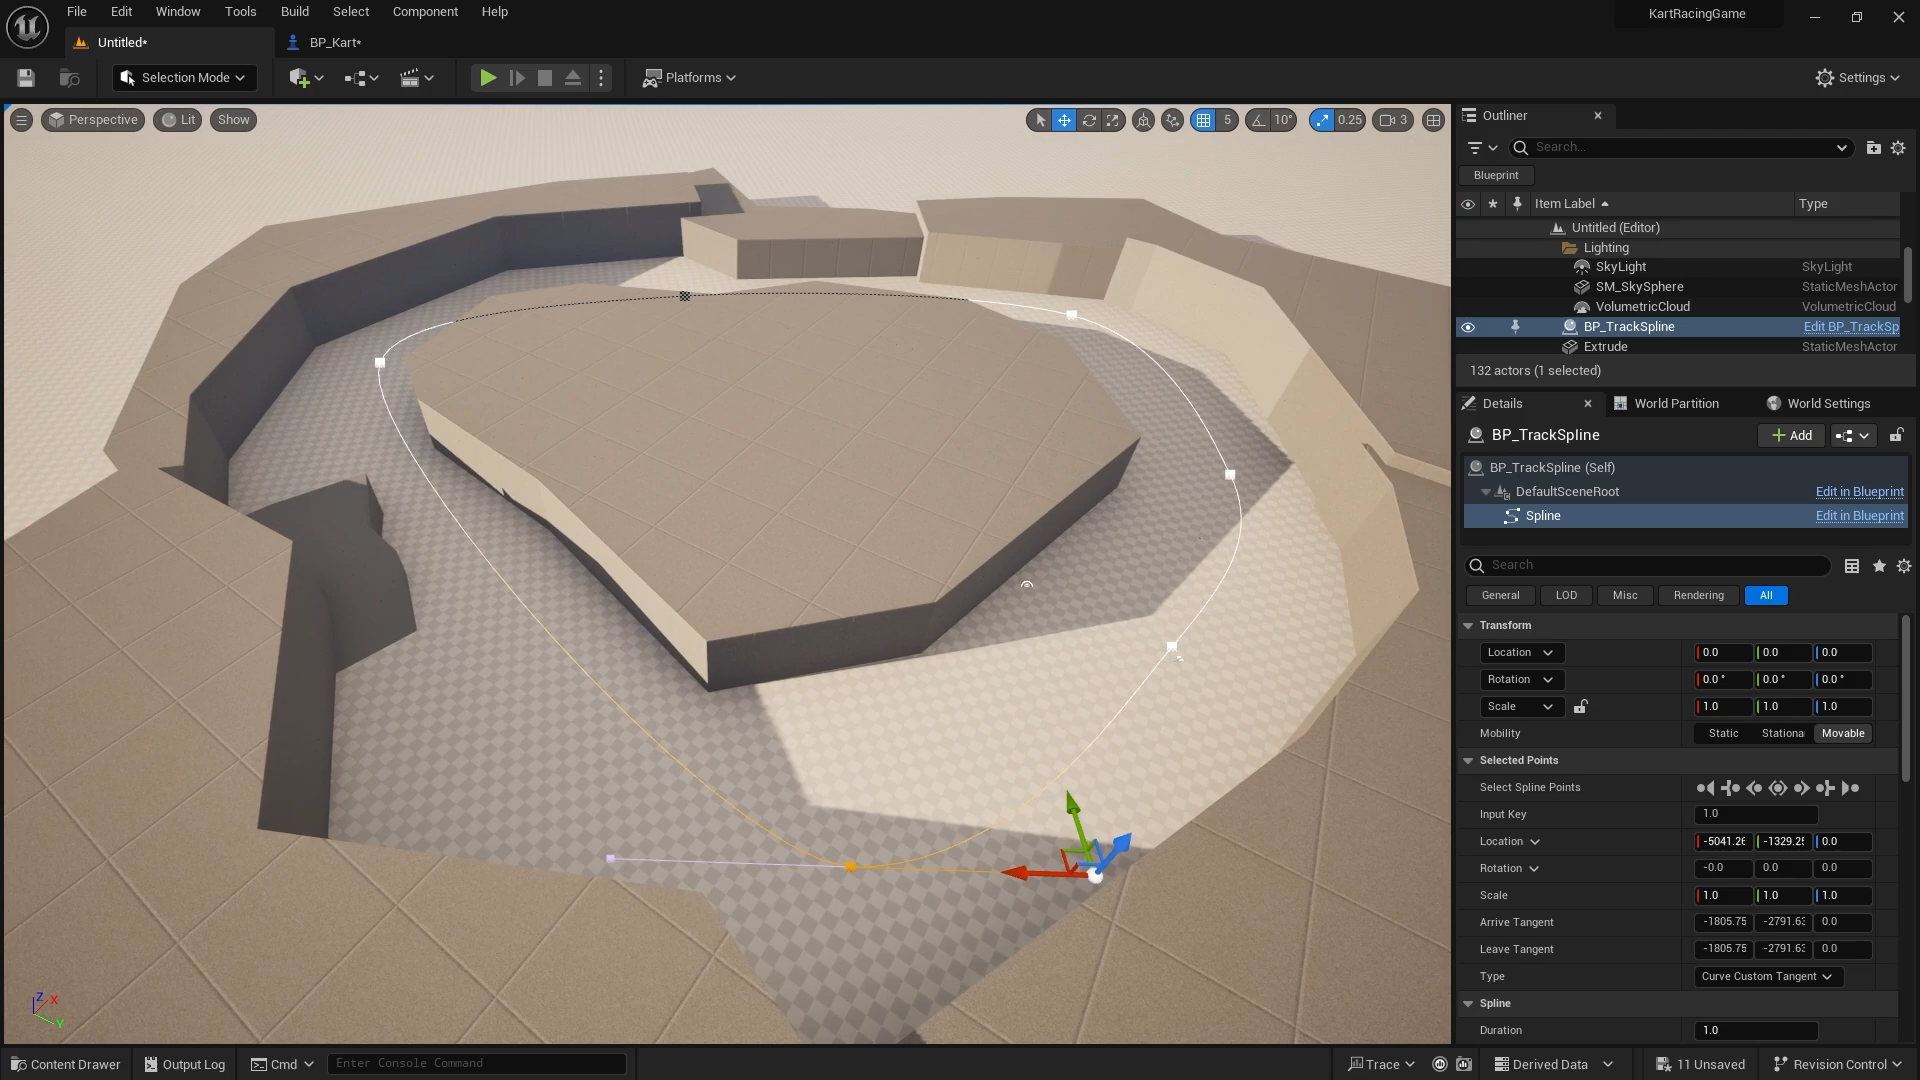 File Edit Window Tools Build Select Component Help
KartRacingGame
Untitled*
BP_Kart*
Selection Mode
Platforms
Settings
Perspective
Lit
Show
5
10°
0.25
3
Outliner
Search...
Blueprint
Item Label
Type
Untitled (Editor)
Lighting
SkyLight SkyLight
SM_SkySphere StaticMeshActor
VolumetricCloud VolumetricCloud
BP_TrackSpline Edit BP_TrackSp
Extrude StaticMeshActor
132 actors (1 selected)
Details
World Partition
World Settings
BP_TrackSpline
Add
BP_TrackSpline (Self)
DefaultSceneRoot Edit in Blueprint
Spline Edit in Blueprint
Search
General LOD Misc Rendering All
Transform
Location 0.0 0.0 0.0
Rotation 0.0 ° 0.0 ° 0.0 °
Scale 1.0 1.0 1.0
Mobility Static Stationa Movable
Selected Points
Select Spline Points
Input Key 1.0
Location -5041.26 -1329.25 0.0
Rotation -0.0 0.0 0.0
Scale 1.0 1.0 1.0
Arrive Tangent -1805.75 -2791.63 0.0
Leave Tangent -1805.75 -2791.63 0.0
Type Curve Custom Tangent
Spline
Duration 1.0
Z X
Y
Content Drawer
Output Log
Cmd
Enter Console Command
Trace
Derived Data
11 Unsaved
Revision Control